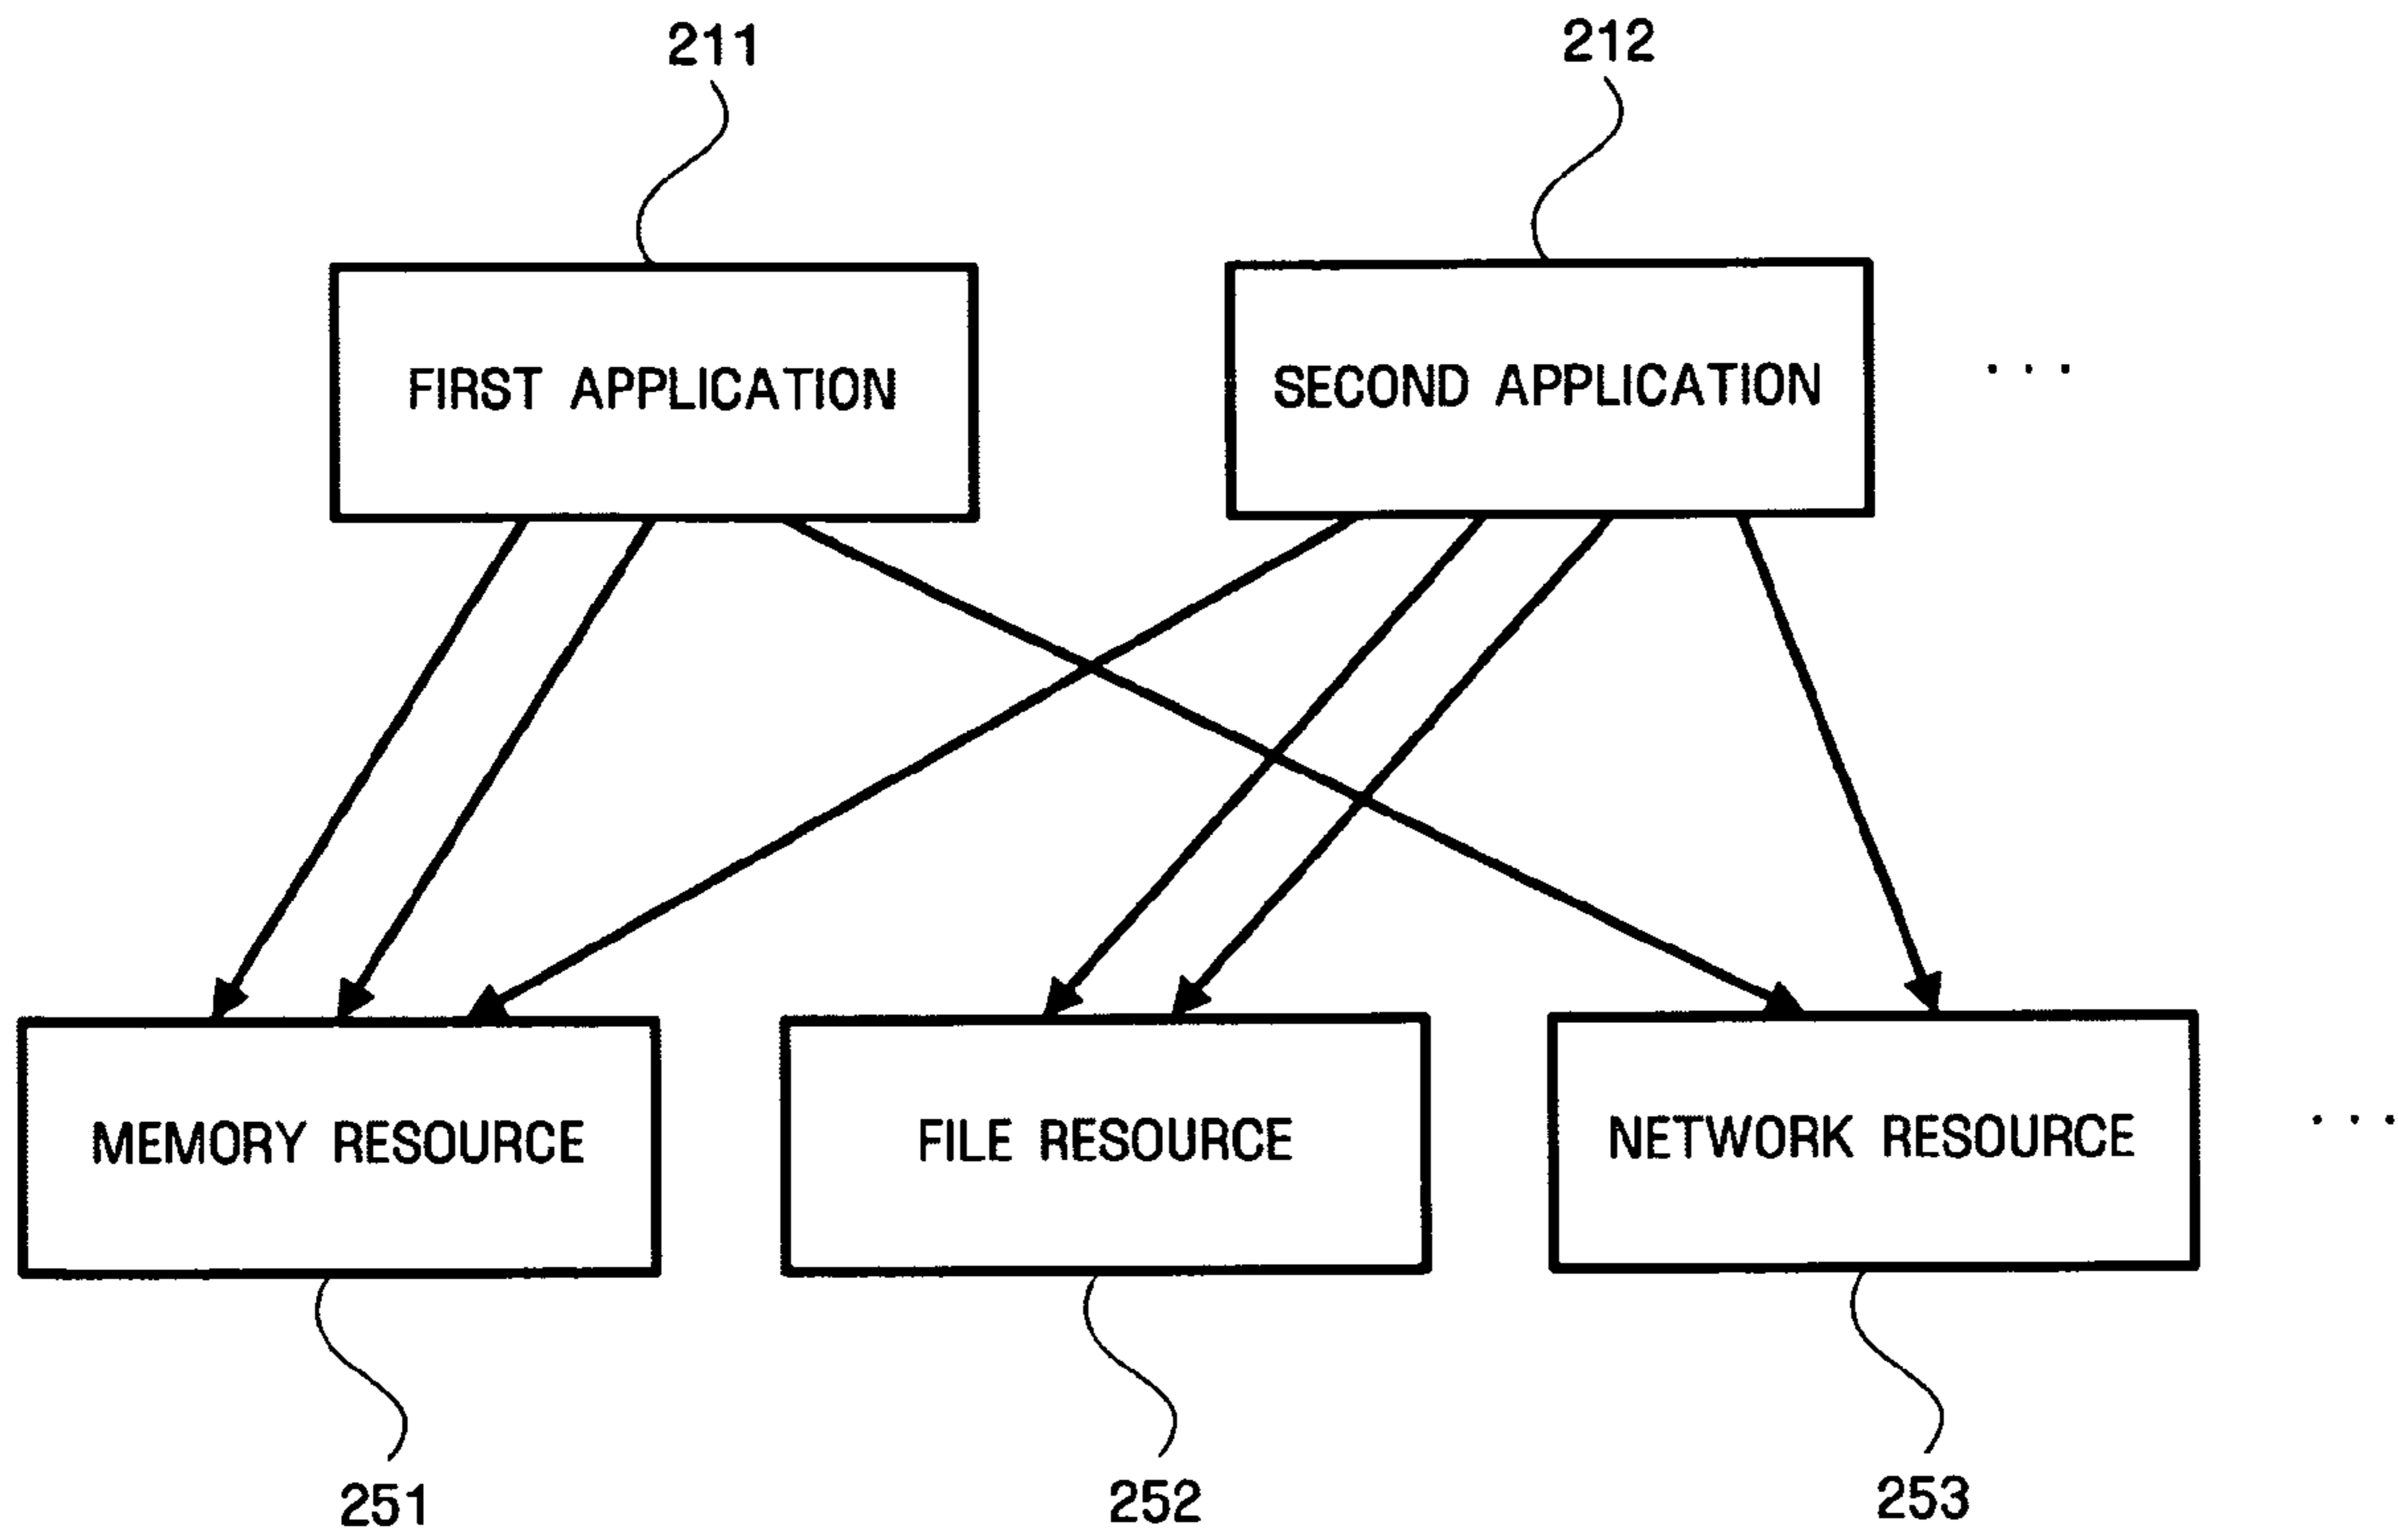 211 212
FIRST APPLICATION SECOND APPLICATION . . .
MEMORY RESOURCE FILE RESOURCE NETWORK RESOURCE . . .
251 252 253